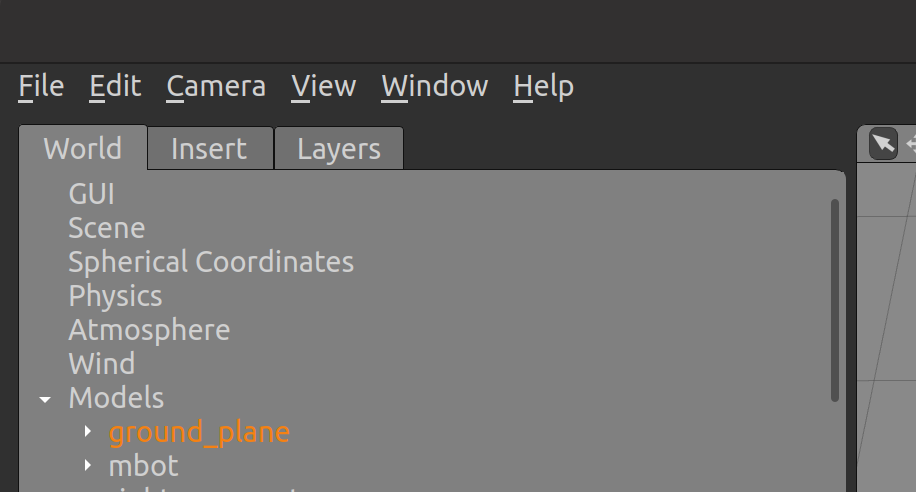 File Edit Camera View Window Help
World Insert Layers
GUI
Scene
Spherical Coordinates
Physics
Atmosphere
Wind
Models
ground_plane
mbot